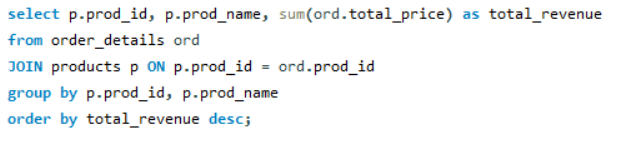 select p.prod_id, p.prod_name, sum(ord.total_price) as total_revenue
from order_details ord
JOIN products p ON p.prod_id = ord.prod_id
group by p.prod_id, p.prod_name
order by total_revenue desc;